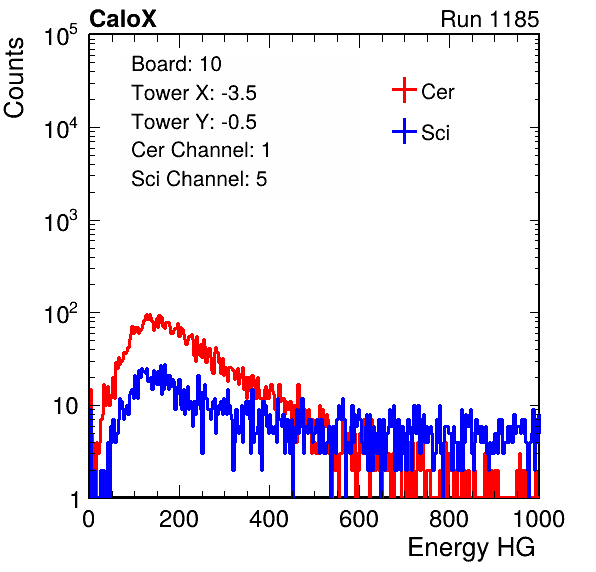 CaloX Run 1185
Counts
10^5
10^4
10^3
10^2
10
1
Board: 10
Tower X: -3.5
Tower Y: -0.5
Cer Channel: 1
Sci Channel: 5
Cer
Sci
0 200 400 600 800 1000
Energy HG